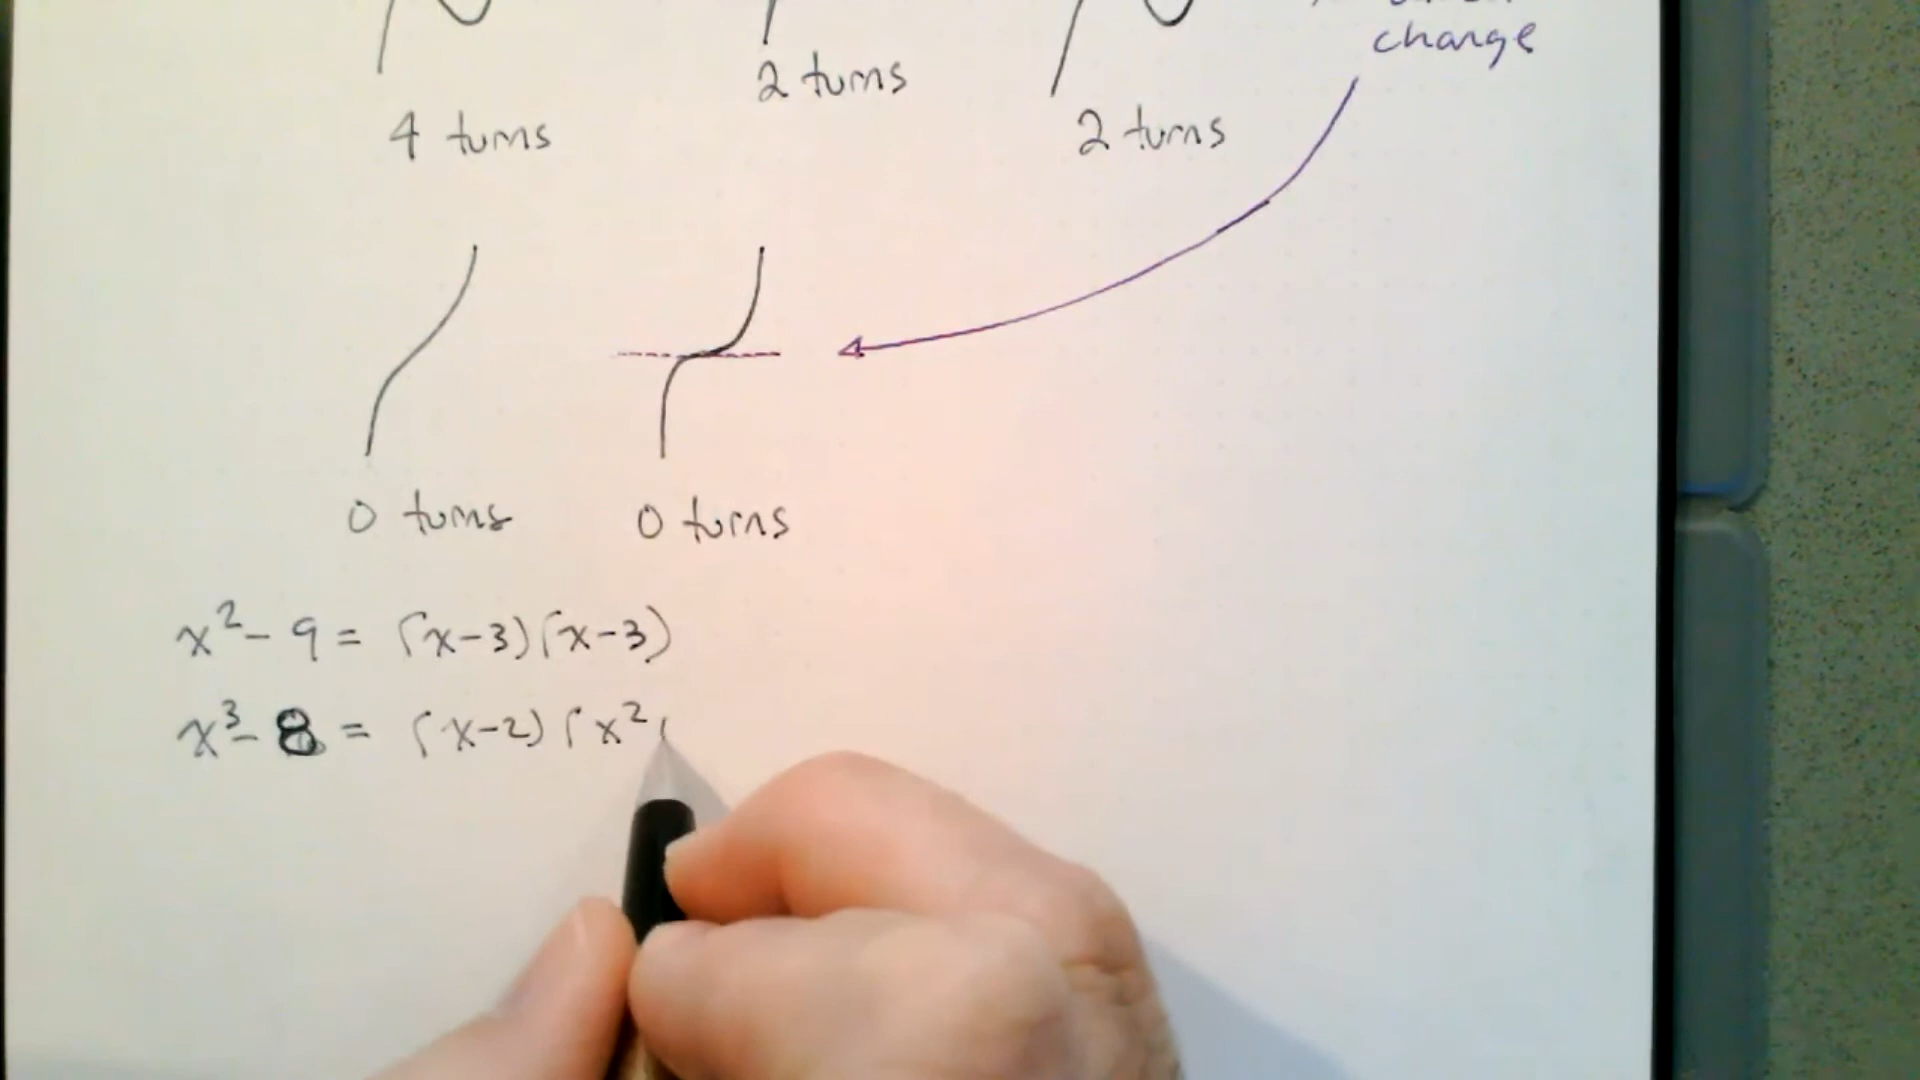 change
2 turns
4 turns
2 turns
0 turns
0 turns
x² - 9 = (x-3)(x-3)
x³ - 8 = (x-2)(x²